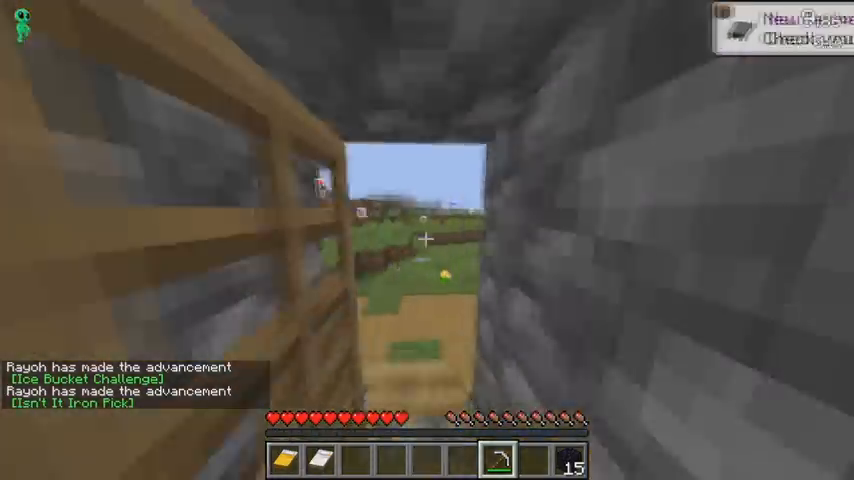 Rayoh has made the advancement
[Ice Bucket Challenge]
Rayoh has made the advancement
[Isn't It Iron Pick]
15